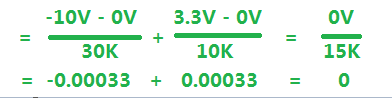 -10V - 0V 3.3V - 0V 0V
= + =
30K 10K 15K
= -0.00033 + 0.00033 = 0